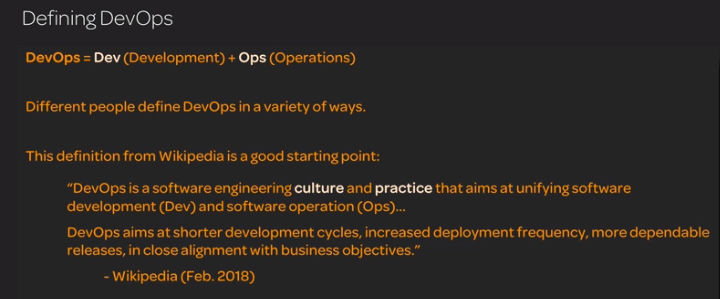 Defining DevOps
DevOps = Dev (Development) + Ops (Operations)
Different people define DevOps in a variety of ways.
This definition from Wikipedia is a good starting point:
“DevOps is a software engineering culture and practice that aims at unifying software
development (Dev) and software operation (Ops)...
DevOps aims at shorter development cycles, increased deployment frequency, more dependable
releases, in close alignment with business objectives.”
- Wikipedia (Feb. 2018)